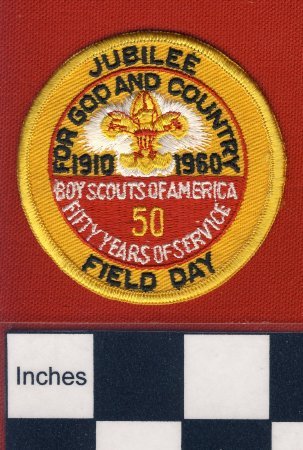 JUBILEE
FOR GOD AND COUNTRY
1910 1960
BOY SCOUTS OF AMERICA
50
FIFTY YEARS OF SERVICE
FIELD DAY
Inches